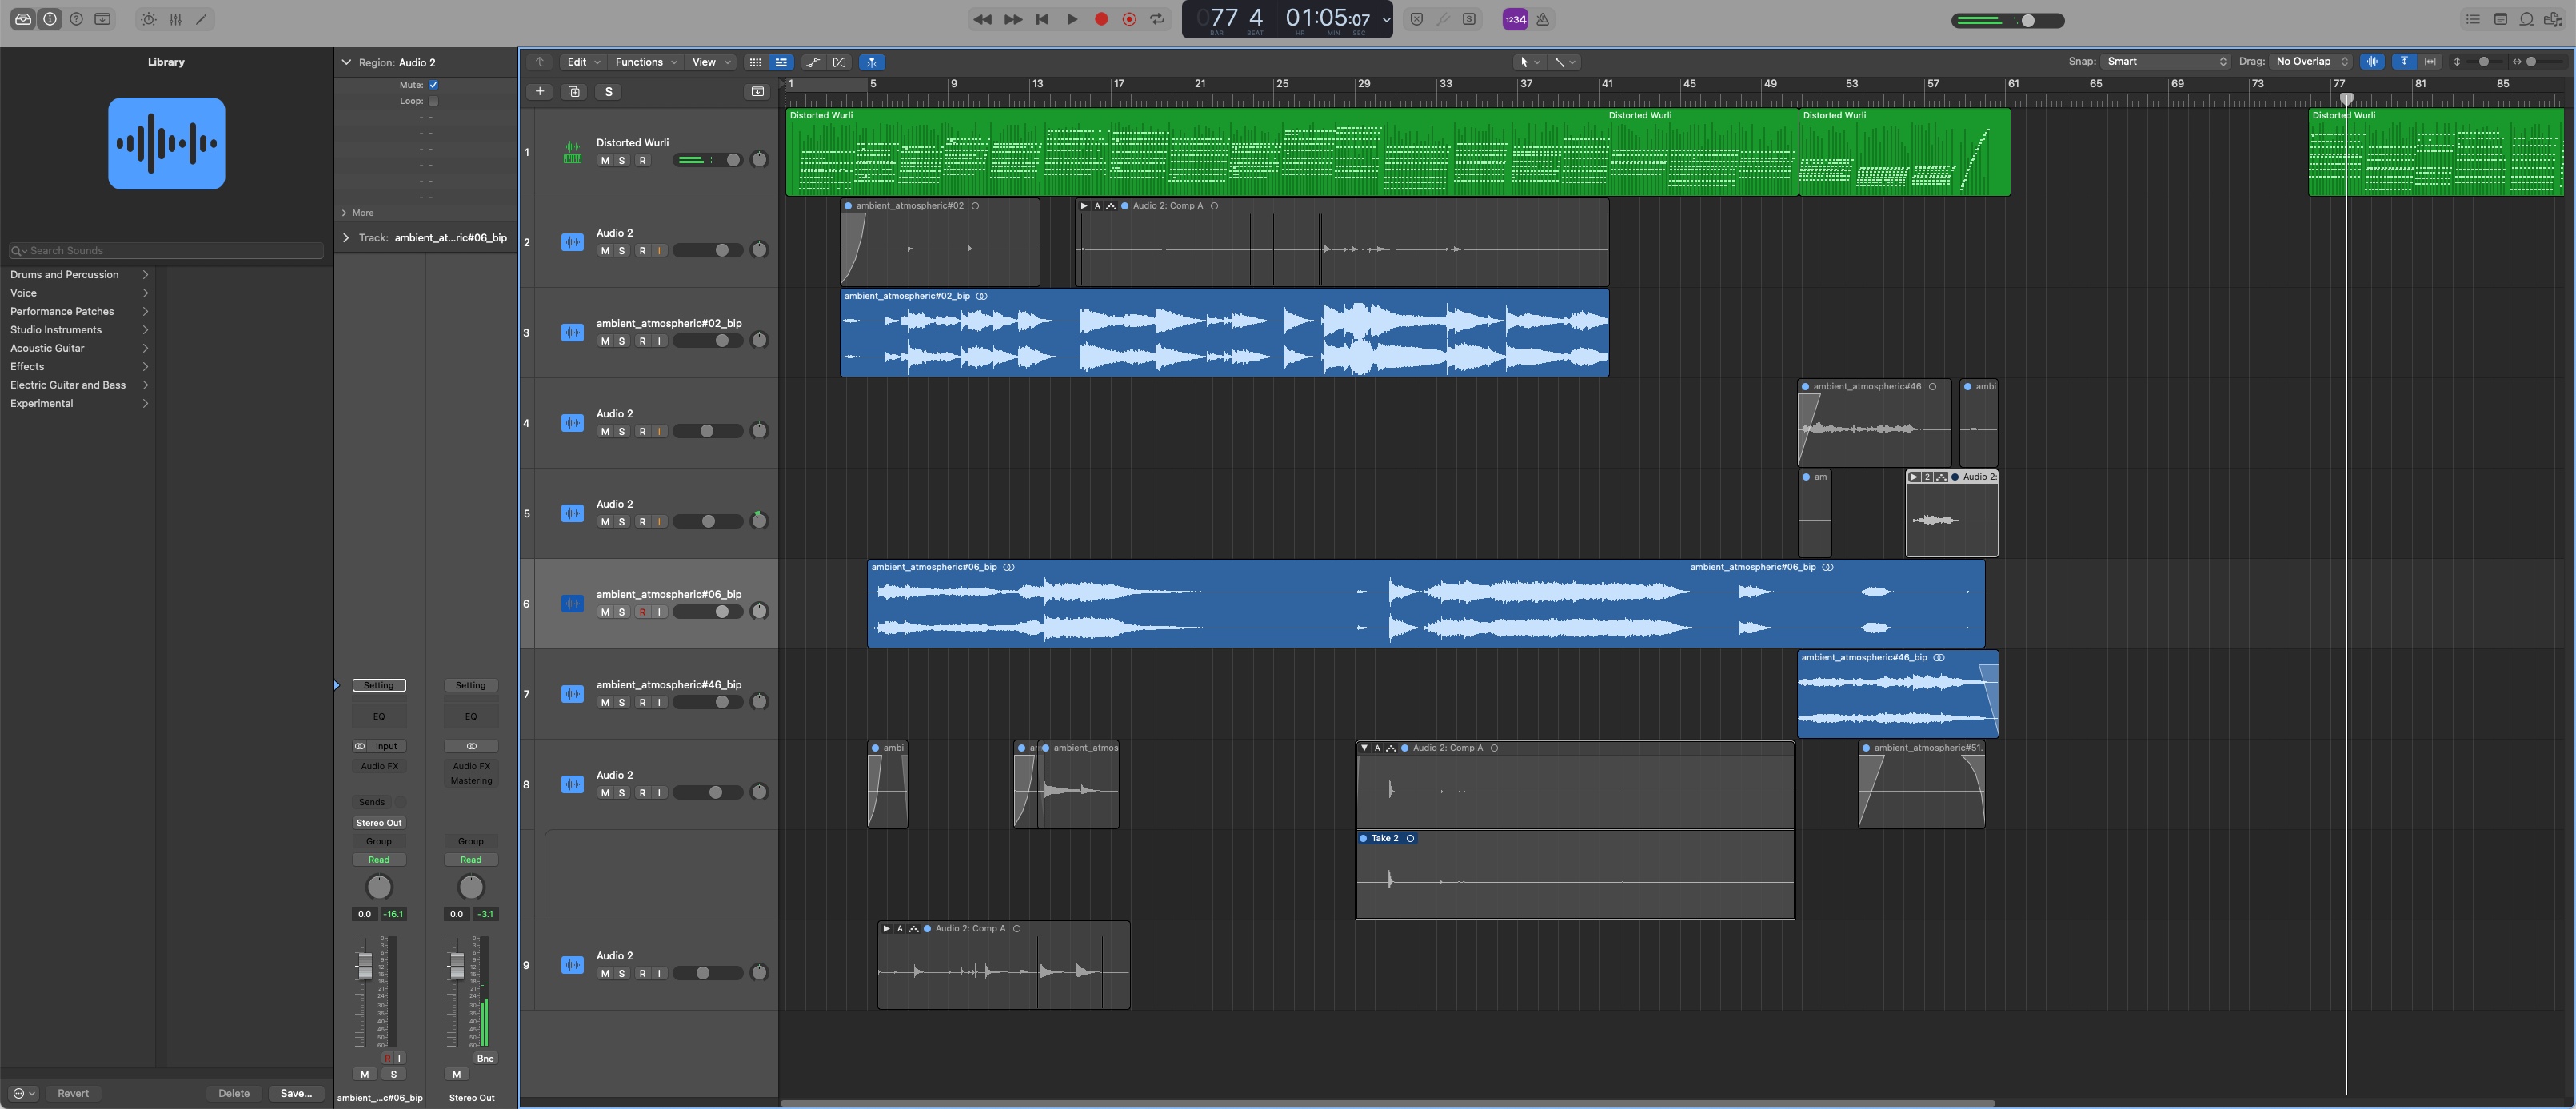 077 4 01:05:07
BAR BEAT HR MIN SEC
S
1234
Library
Search Sounds
Drums and Percussion
Voice
Performance Patches
Studio Instruments
Acoustic Guitar
Effects
Electric Guitar and Bass
Experimental
Revert Delete Save...
Region: Audio 2
Mute:
Loop:
More
Track: ambient_at...ric#06_bip
Setting Setting
EQ EQ
Input
Audio FX Audio FX
Mastering
Sends
Stereo Out
Group Group
Read Read
0.0 -16.1 0.0 -3.1
R I Bnc
M S M
ambient_...c#06_bip Stereo Out
Edit Functions View
Snap: Smart Drag: No Overlap
S
1 5 9 13 17 21 25 29 33 37 41 45 49 53 57 61 65 69 73 77 81 85
1 Distorted Wurli
M S R
Distorted Wurli Distorted Wurli Distorted Wurli Distorted Wurli
2 Audio 2
M S R I
ambient_atmospheric#02 A Audio 2: Comp A
3 ambient_atmospheric#02_bip
M S R I
ambient_atmospheric#02_bip
4 Audio 2
M S R I
ambient_atmospheric#46 ambi
5 Audio 2
M S R I
am 2 Audio 2:
6 ambient_atmospheric#06_bip
M S R I
ambient_atmospheric#06_bip ambient_atmospheric#06_bip
7 ambient_atmospheric#46_bip
M S R I
ambient_atmospheric#46_bip
8 Audio 2
M S R I
ambi ambient_atmos A Audio 2: Comp A ambient_atmospheric#51.
Take 2
9 Audio 2
M S R I
A Audio 2: Comp A